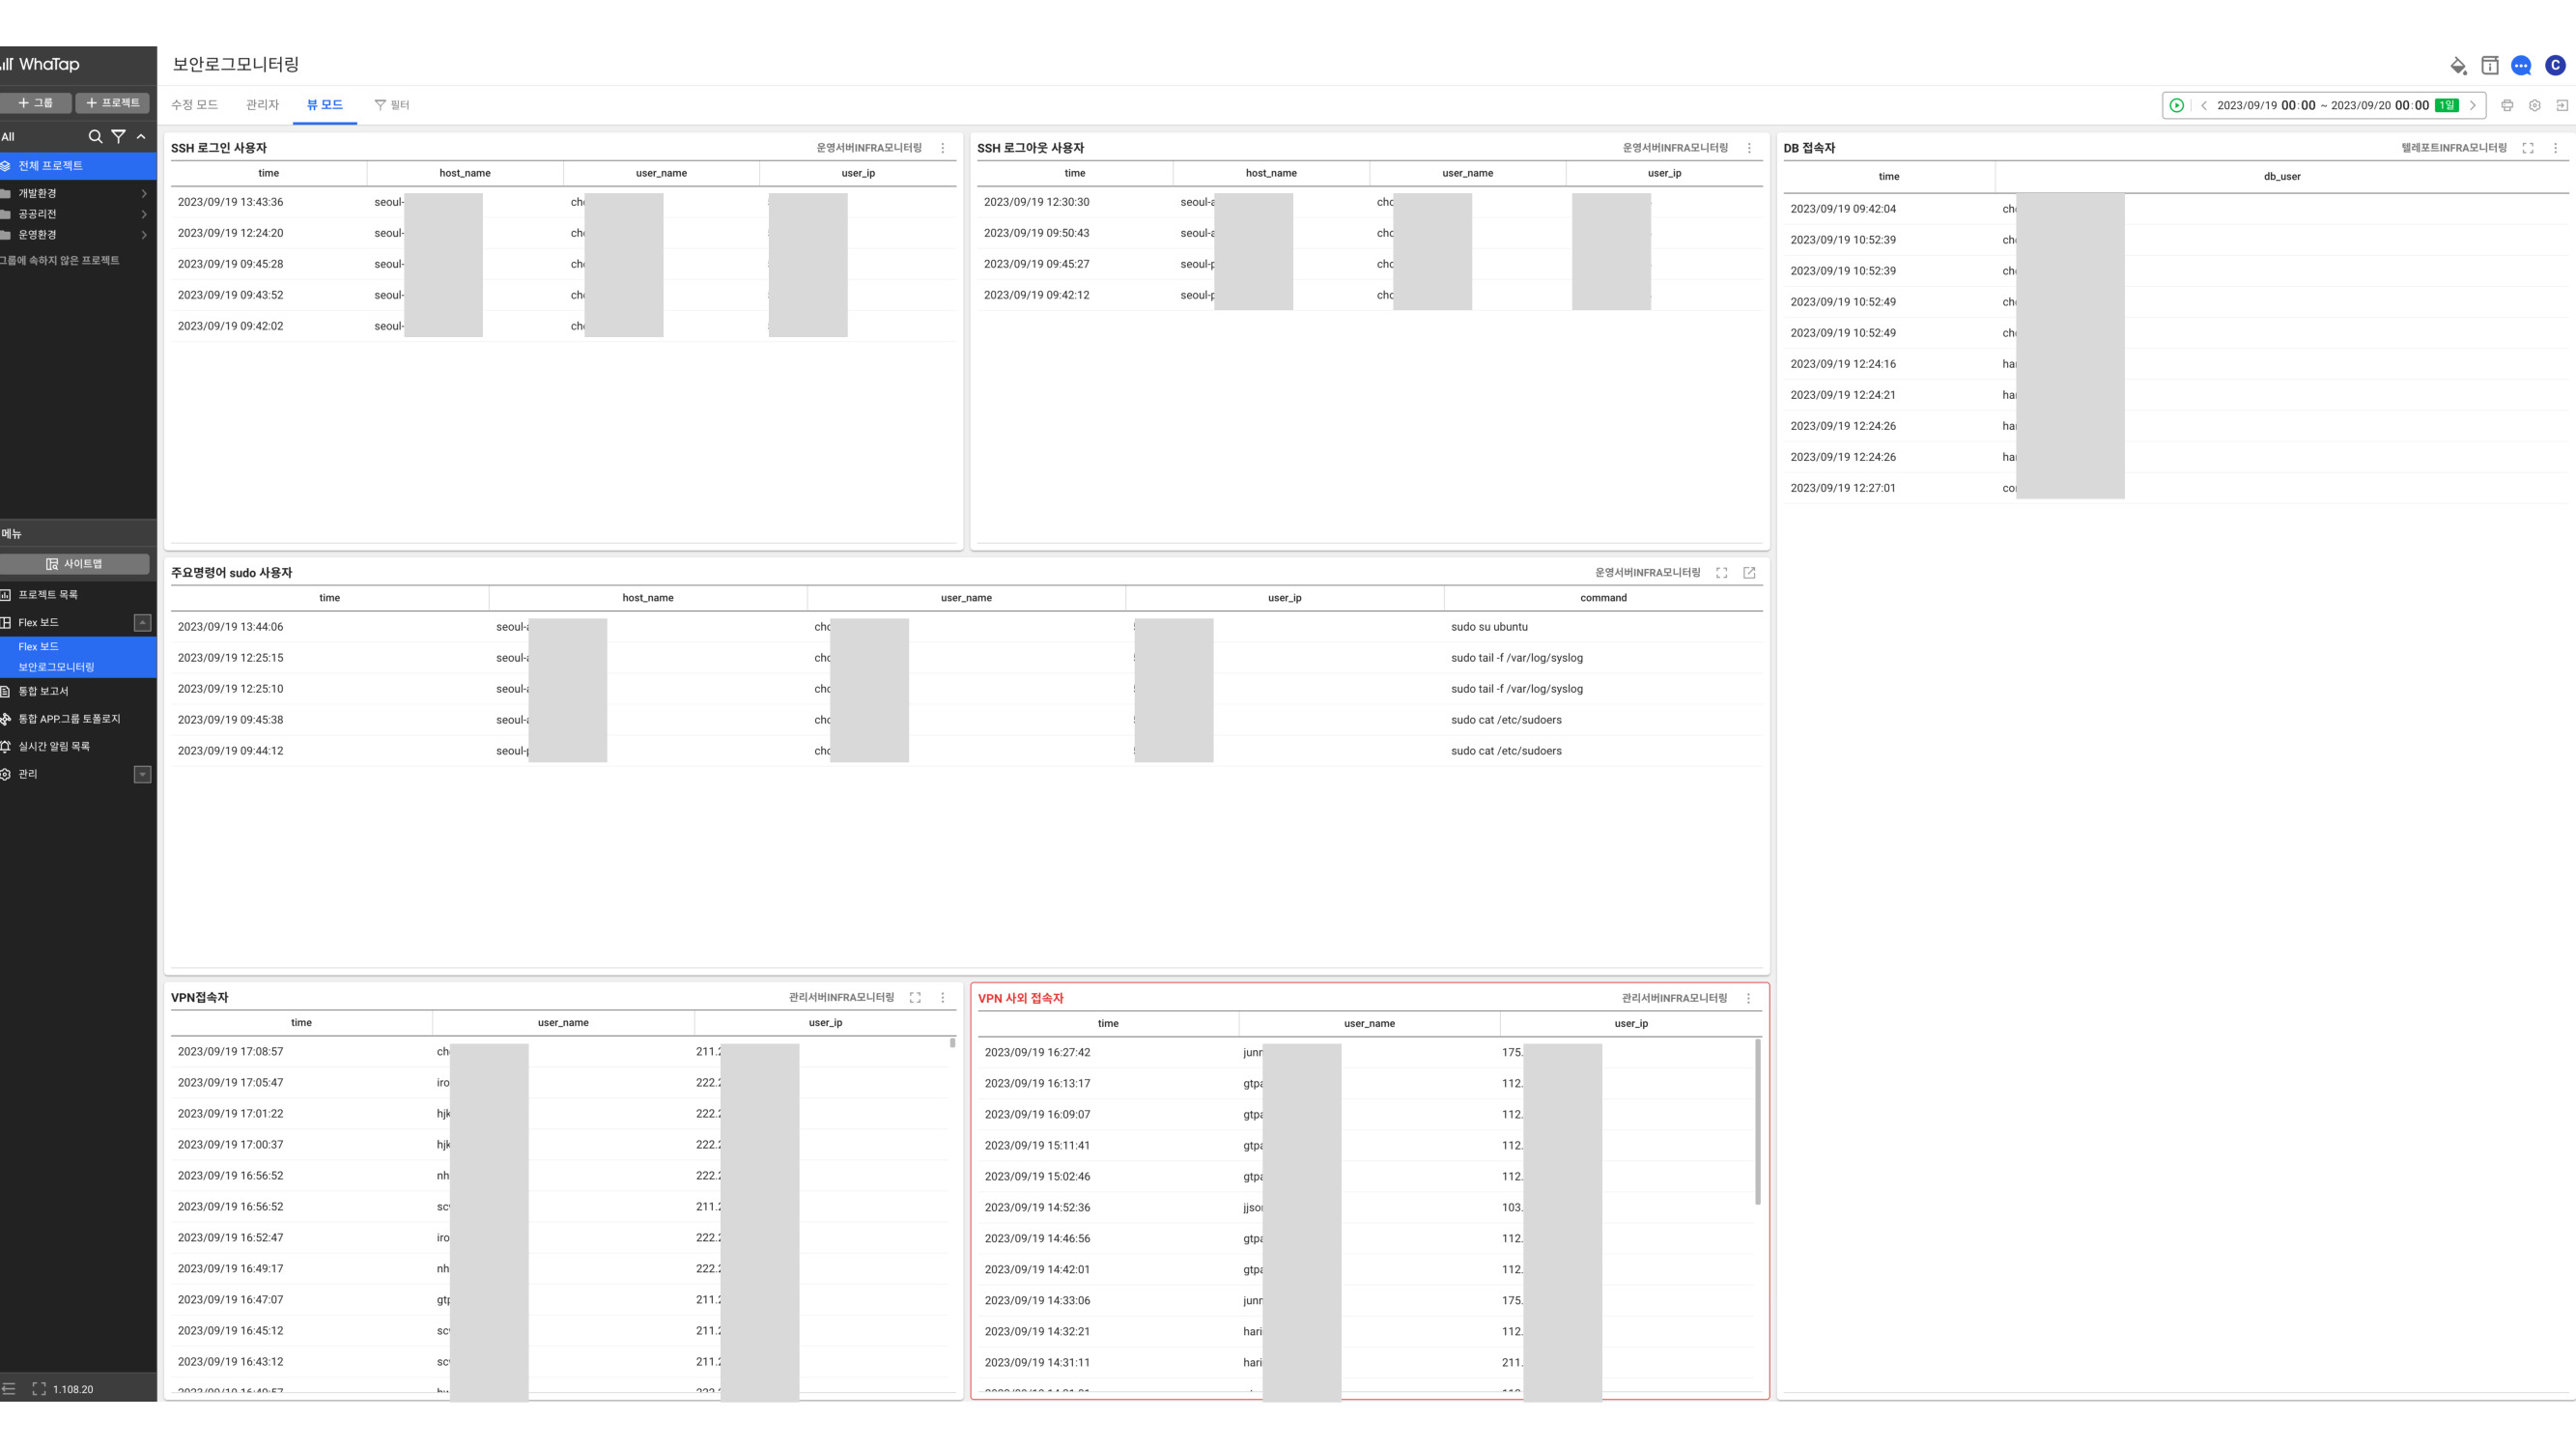 WhaTap
보안로그모니터링
+ 그룹
+ 프로젝트
수정 모드
관리자
뷰 모드
필터
2023/09/19 00:00 ~ 2023/09/20 00:00 1일
All
전체 프로젝트
개발환경
공공리전
운영환경
그룹에 속하지 않은 프로젝트
메뉴
사이트맵
프로젝트 목록
Flex 보드
Flex 보드
보안로그모니터링
통합 보고서
통합 APP.그룹 토폴로지
실시간 알림 목록
관리
1.108.20
SSH 로그인 사용자 운영서버INFRA모니터링
time host_name user_name user_ip
2023/09/19 13:43:36 seoul- ch
2023/09/19 12:24:20 seoul- ch
2023/09/19 09:45:28 seoul- ch
2023/09/19 09:43:52 seoul- ch
2023/09/19 09:42:02 seoul- ch
SSH 로그아웃 사용자 운영서버INFRA모니터링
time host_name user_name user_ip
2023/09/19 12:30:30 seoul-a chc
2023/09/19 09:50:43 seoul-a chc
2023/09/19 09:45:27 seoul-p chc
2023/09/19 09:42:12 seoul-p chc
DB 접속자 텔레포트INFRA모니터링
time db_user
2023/09/19 09:42:04 ch
2023/09/19 10:52:39 ch
2023/09/19 10:52:39 ch
2023/09/19 10:52:49 ch
2023/09/19 10:52:49 ch
2023/09/19 12:24:16 ha
2023/09/19 12:24:21 ha
2023/09/19 12:24:26 ha
2023/09/19 12:24:26 ha
2023/09/19 12:27:01 co
주요명령어 sudo 사용자 운영서버INFRA모니터링
time host_name user_name user_ip command
2023/09/19 13:44:06 seoul-a chc sudo su ubuntu
2023/09/19 12:25:15 seoul-a chc sudo tail -f /var/log/syslog
2023/09/19 12:25:10 seoul-a chc sudo tail -f /var/log/syslog
2023/09/19 09:45:38 seoul-a chc sudo cat /etc/sudoers
2023/09/19 09:44:12 seoul-p chc sudo cat /etc/sudoers
VPN접속자 관리서버INFRA모니터링
time user_name user_ip
2023/09/19 17:08:57 ch 211.2
2023/09/19 17:05:47 iro 222.2
2023/09/19 17:01:22 hjk 222.2
2023/09/19 17:00:37 hjk 222.2
2023/09/19 16:56:52 nh 222.2
2023/09/19 16:56:52 sc 211.2
2023/09/19 16:52:47 iro 222.2
2023/09/19 16:49:17 nh 222.2
2023/09/19 16:47:07 gtp 211.2
2023/09/19 16:45:12 sc 211.2
2023/09/19 16:43:12 sc 211.2
VPN 사외 접속자 관리서버INFRA모니터링
time user_name user_ip
2023/09/19 16:27:42 junr 175.
2023/09/19 16:13:17 gtpa 112.
2023/09/19 16:09:07 gtpa 112.
2023/09/19 15:11:41 gtpa 112.
2023/09/19 15:02:46 gtpa 112.
2023/09/19 14:52:36 jjso 103.
2023/09/19 14:46:56 gtpa 112.
2023/09/19 14:42:01 gtpa 112.
2023/09/19 14:33:06 junr 175.
2023/09/19 14:32:21 hari 112.
2023/09/19 14:31:11 hari 211.